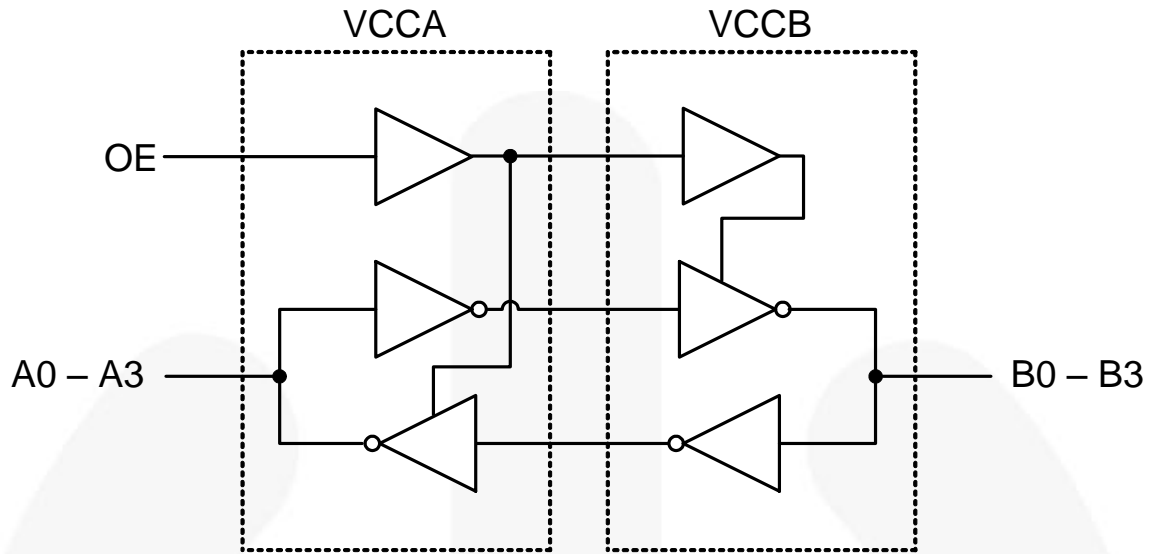 VCCA
VCCB
OE
A0 – A3
B0 – B3